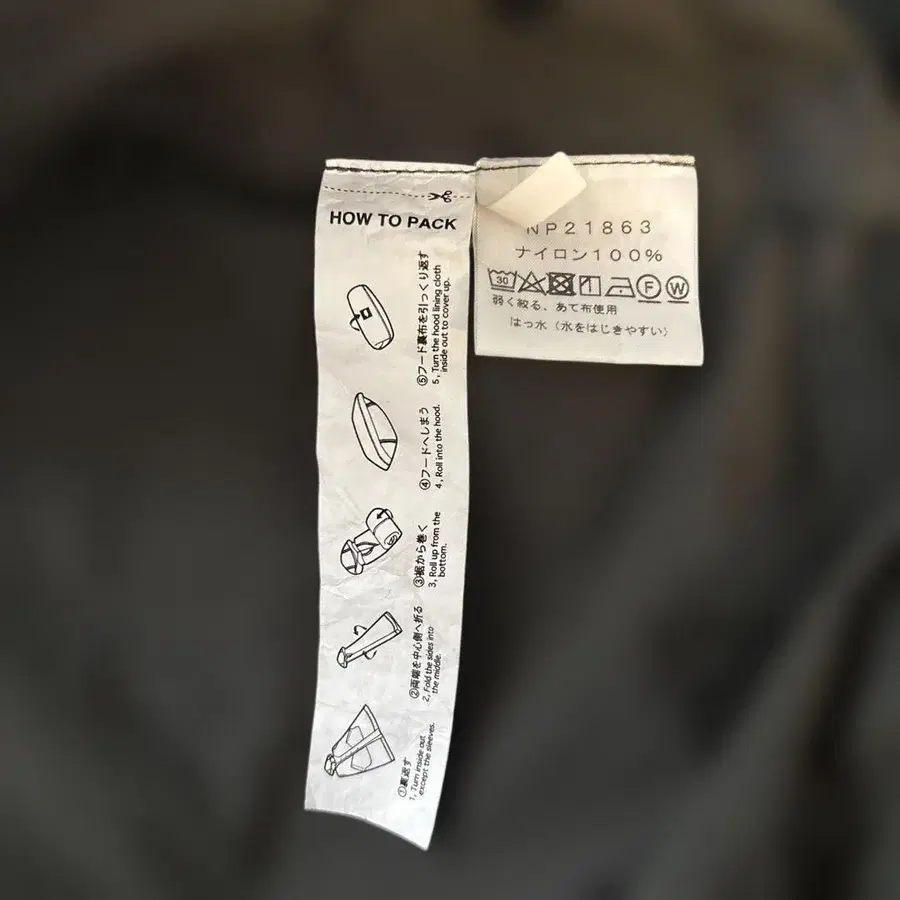 HOW TO PACK
⑤フード裏布を引っくり返す
5, Turn the hood lining cloth
inside out to cover up.
④フードへしまう
4, Roll into the hood.
③裾から巻く
3, Roll up from the
bottom.
②両端を中心側へ折る
2, Fold the sides into
the middle.
①裏返す
1, Turn inside out
except the sleeves.
NP21863
ナイロン100%
30
F
W
弱く絞る、あて布使用
はっ水(水をはじきやすい)